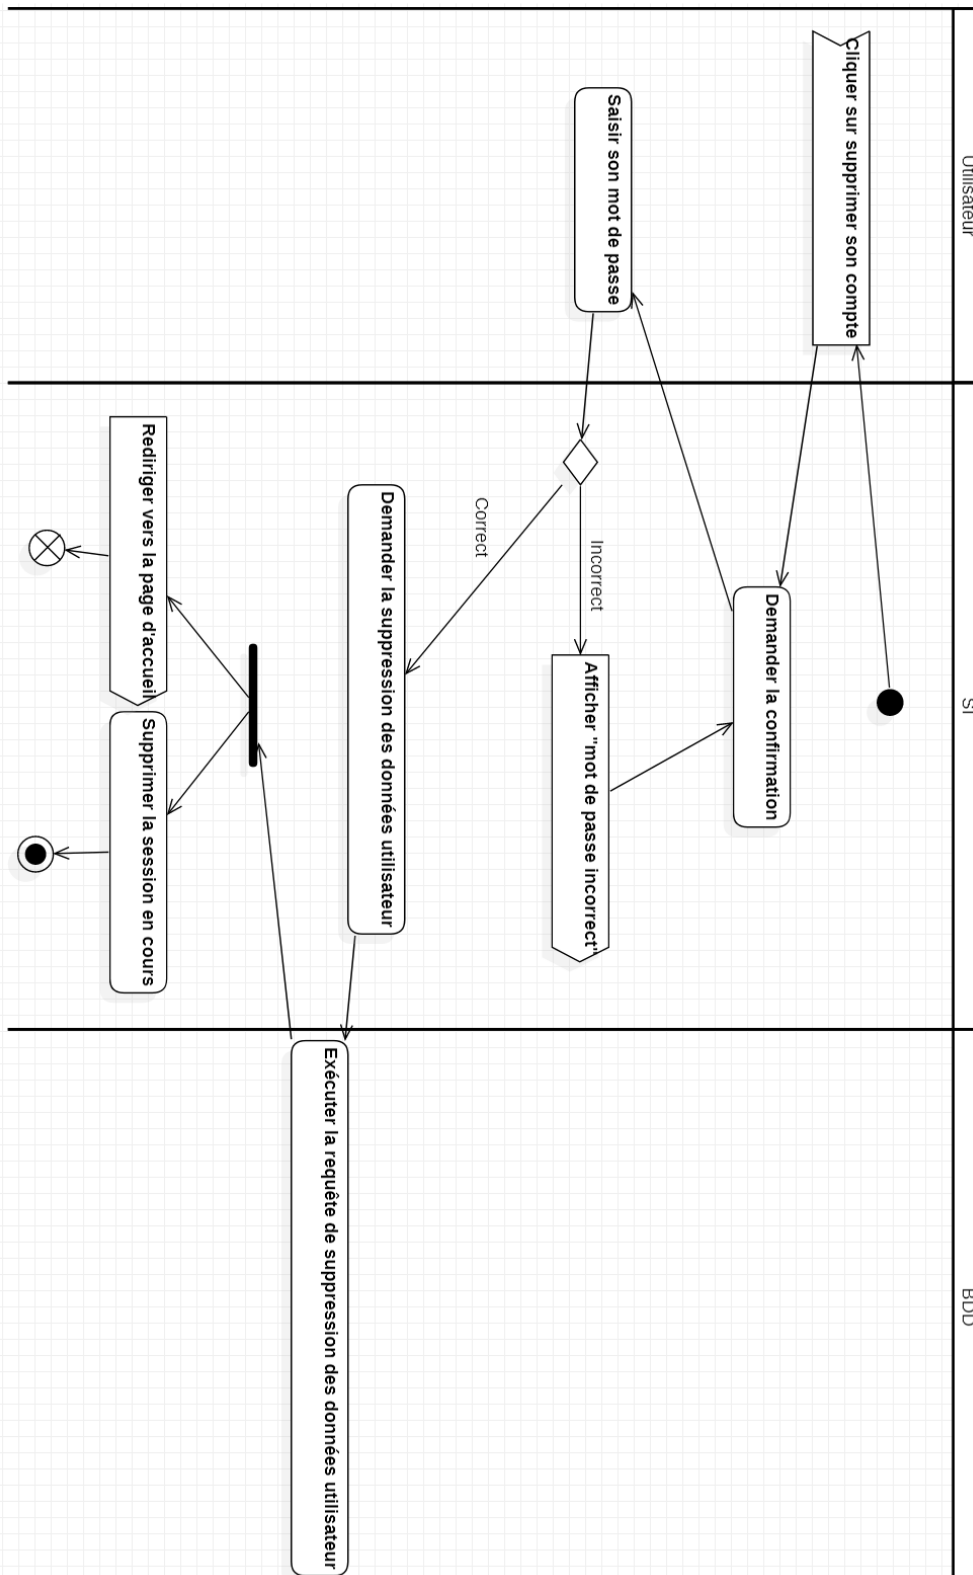 Utilisateur
SI
BDD
Cliquer sur supprimer son compte
Demander la confirmation
Saisir son mot de passe
Incorrect
Afficher "mot de passe incorrect"
Correct
Demander la suppression des données utilisateur
Exécuter la requête de suppression des données utilisateur
Rediriger vers la page d'accueil
Supprimer la session en cours